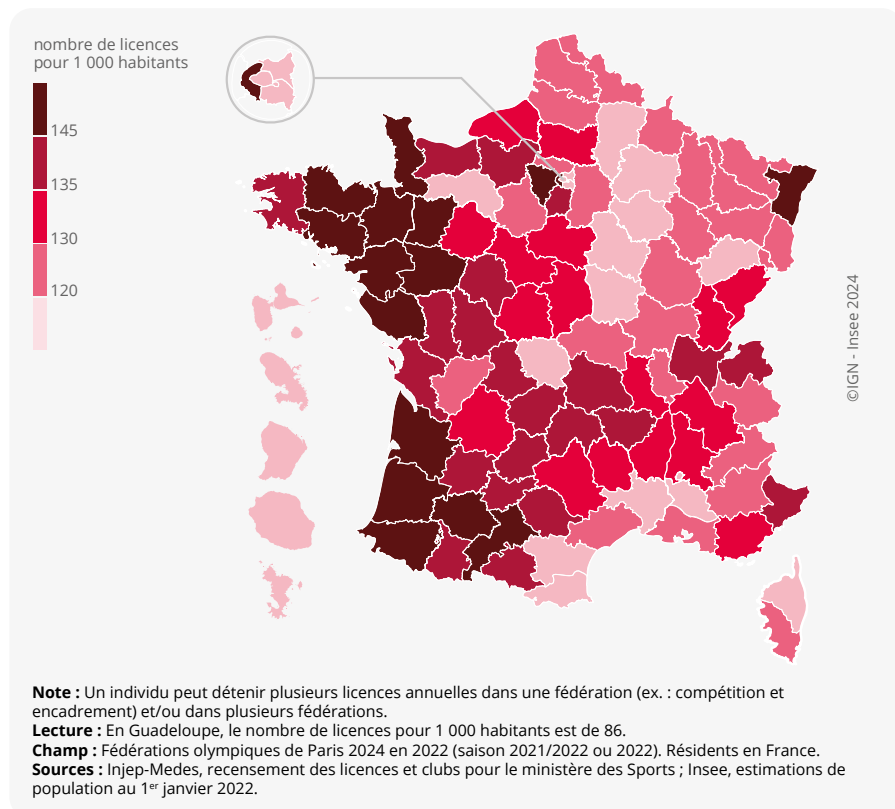 nombre de licences
pour 1 000 habitants
145
135
130
120
©IGN - Insee 2024
Note : Un individu peut détenir plusieurs licences annuelles dans une fédération (ex. : compétition et
encadrement) et/ou dans plusieurs fédérations.
Lecture : En Guadeloupe, le nombre de licences pour 1 000 habitants est de 86.
Champ : Fédérations olympiques de Paris 2024 en 2022 (saison 2021/2022 ou 2022). Résidents en France.
Sources : Injep-Medes, recensement des licences et clubs pour le ministère des Sports ; Insee, estimations de
population au 1er janvier 2022.